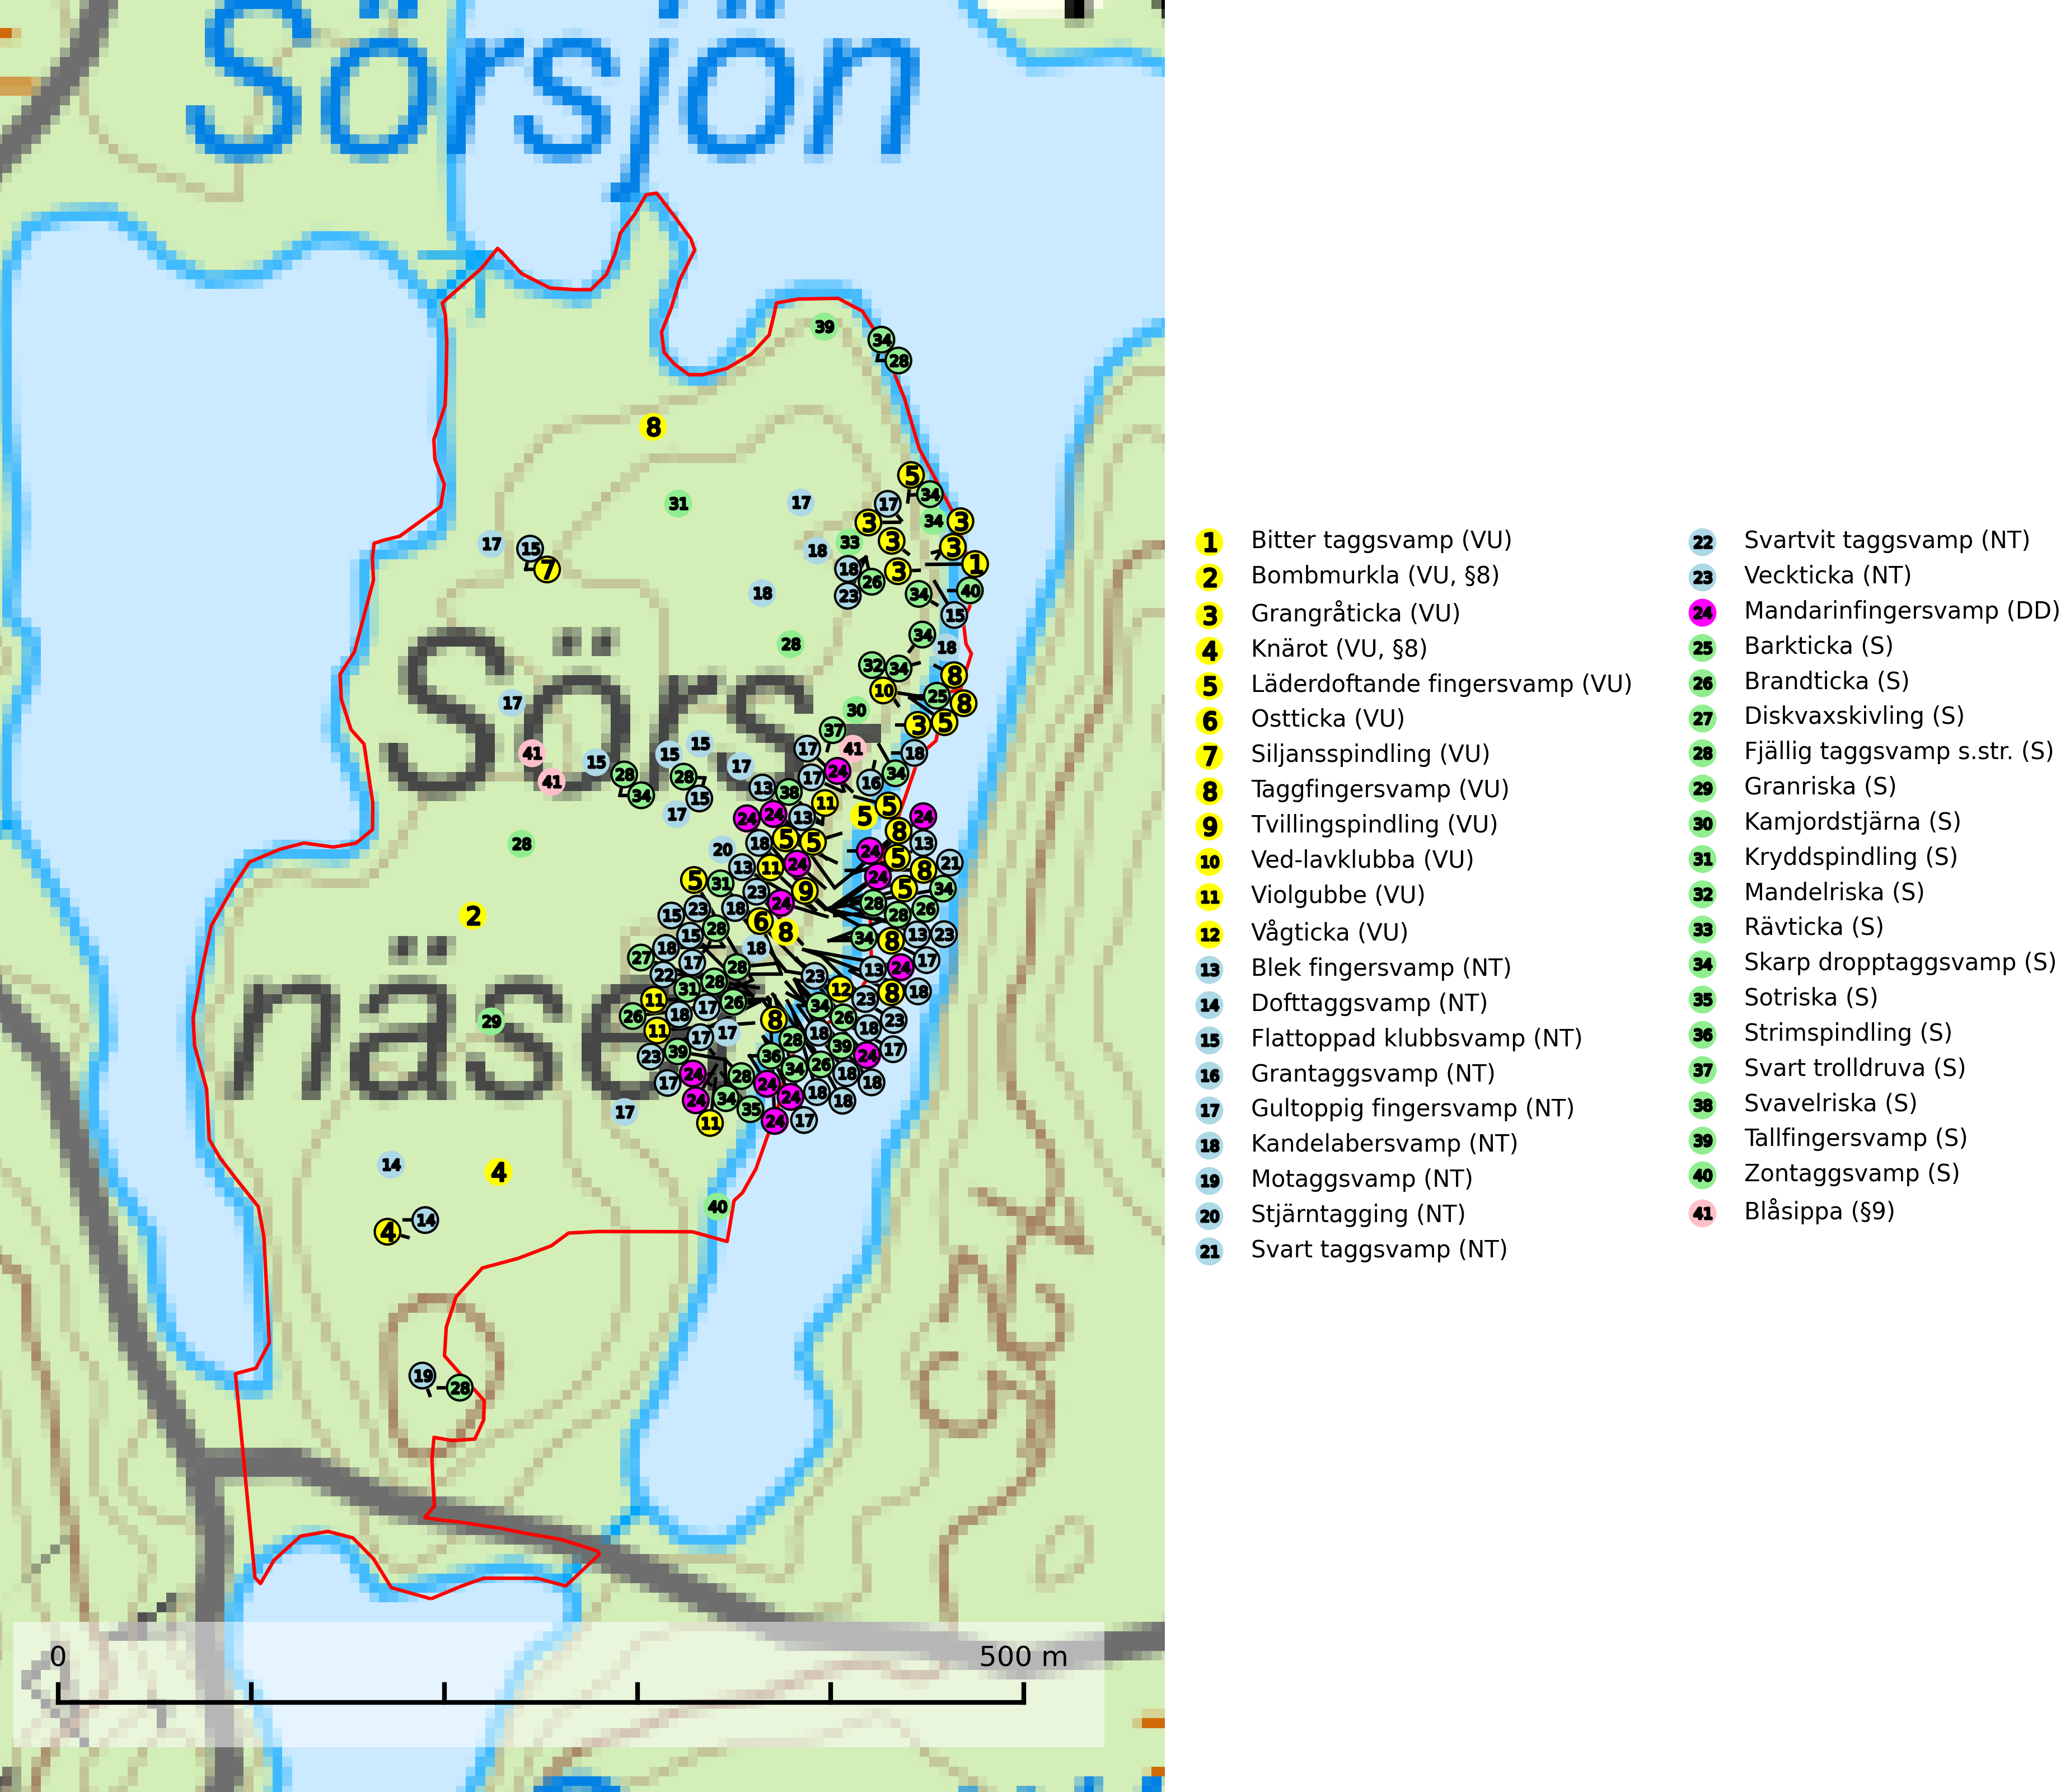 Sörsjön
Sörs
näset
0 500 m
1 Bitter taggsvamp (VU)
2 Bombmurkla (VU, §8)
3 Grangråticka (VU)
4 Knärot (VU, §8)
5 Läderdoftande fingersvamp (VU)
6 Ostticka (VU)
7 Siljansspindling (VU)
8 Taggfingersvamp (VU)
9 Tvillingspindling (VU)
10 Ved-lavklubba (VU)
11 Violgubbe (VU)
12 Vågticka (VU)
13 Blek fingersvamp (NT)
14 Dofttaggsvamp (NT)
15 Flattoppad klubbsvamp (NT)
16 Grantaggsvamp (NT)
17 Gultoppig fingersvamp (NT)
18 Kandelabersvamp (NT)
19 Motaggsvamp (NT)
20 Stjärntagging (NT)
21 Svart taggsvamp (NT)
22 Svartvit taggsvamp (NT)
23 Veckticka (NT)
24 Mandarinfingersvamp (DD)
25 Barkticka (S)
26 Brandticka (S)
27 Diskvaxskivling (S)
28 Fjällig taggsvamp s.str. (S)
29 Granriska (S)
30 Kamjordstjärna (S)
31 Kryddspindling (S)
32 Mandelriska (S)
33 Rävticka (S)
34 Skarp dropptaggsvamp (S)
35 Sotriska (S)
36 Strimspindling (S)
37 Svart trolldruva (S)
38 Svavelriska (S)
39 Tallfingersvamp (S)
40 Zontaggsvamp (S)
41 Blåsippa (§9)